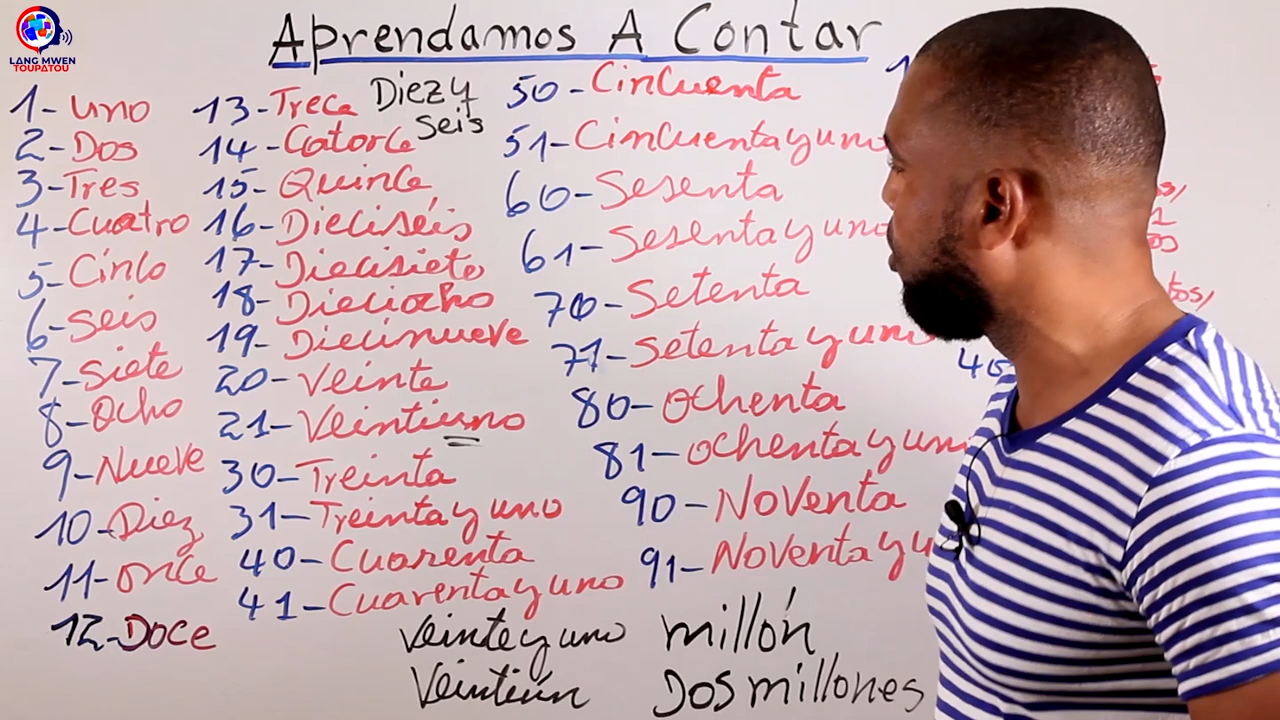 LANG MWEN
TOUPATOU
Aprendamos A Contar
1-uno
2-Dos
3-Tres
4-Cuatro
5-Cinco
6-seis
7-siete
8-Ocho
9-Nueve
10-Diez
11-once
12-Doce
13-Trece
14-Catorce
15-Quince
16-Dieciséis
17-Diecisiete
18-Dieciocho
19-Diecinueve
20-Veinte
21-Veintiuno
30-Treinta
31-Treinta y uno
40-Cuarenta
41-Cuarenta y uno
Diez y
seis
50-Cincuenta
51-Cincuenta y uno
60-Sesenta
61-Sesenta y uno
70-Setenta
71-Setenta y uno
80-Ochenta
81-Ochenta y uno
90-Noventa
91-Noventa y u
Veinte y uno
Veintiún
millón
Dos millones